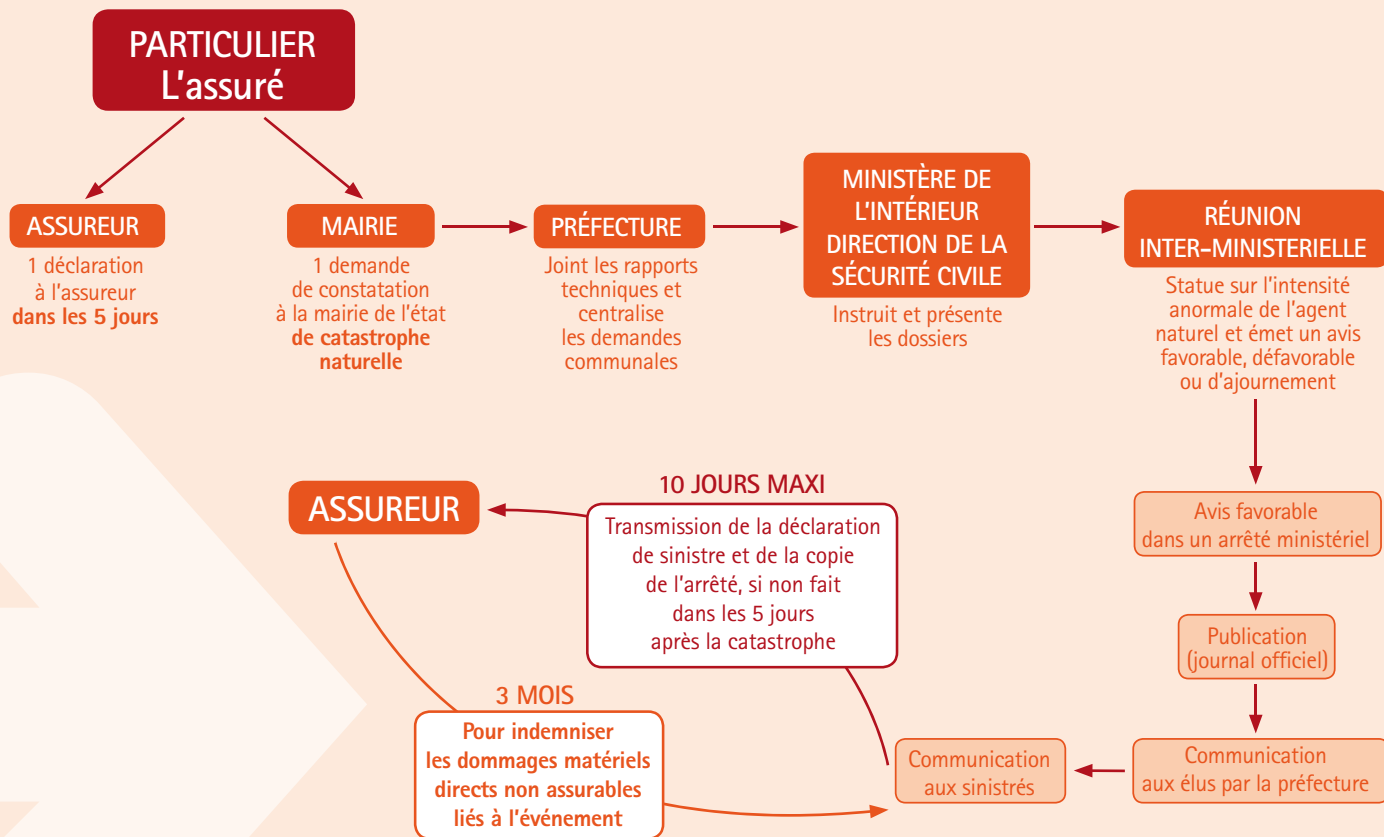 PARTICULIER
L'assuré
ASSUREUR
1 déclaration
à l'assureur
dans les 5 jours
MAIRIE
1 demande
de constatation
à la mairie de l'état
de catastrophe
naturelle
PRÉFECTURE
Joint les rapports
techniques et
centralise
les demandes
communales
MINISTÈRE DE
L'INTÉRIEUR
DIRECTION DE LA
SÉCURITÉ CIVILE
Instruit et présente
les dossiers
RÉUNION
INTER-MINISTERIELLE
Statue sur l'intensité
anormale de l'agent
naturel et émet un avis
favorable, défavorable
ou d'ajournement
Avis favorable
dans un arrêté ministériel
Publication
(journal officiel)
Communication
aux élus par la préfecture
Communication
aux sinistrés
10 JOURS MAXI
Transmission de la déclaration
de sinistre et de la copie
de l'arrêté, si non fait
dans les 5 jours
après la catastrophe
ASSUREUR
3 MOIS
Pour indemniser
les dommages matériels
directs non assurables
liés à l'événement